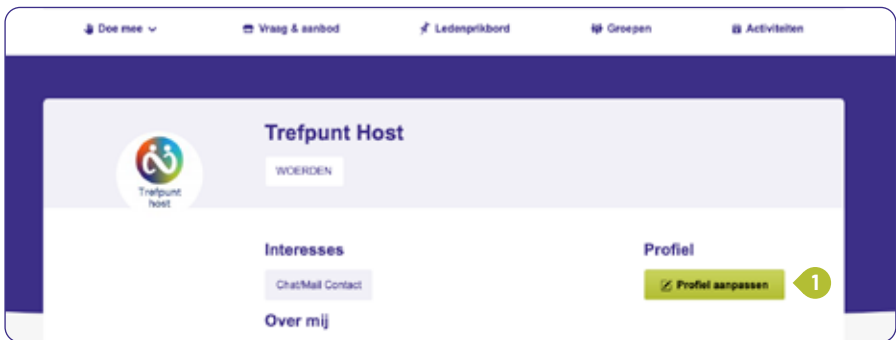 Doe mee
Vraag & aanbod
Ledenprikbord
Groepen
Activiteiten
Trefpunt Host
WOERDEN
Trefpunt
host
Interesses
Profiel
Chat/Mail Contact
Profiel aanpassen
1
Over mij